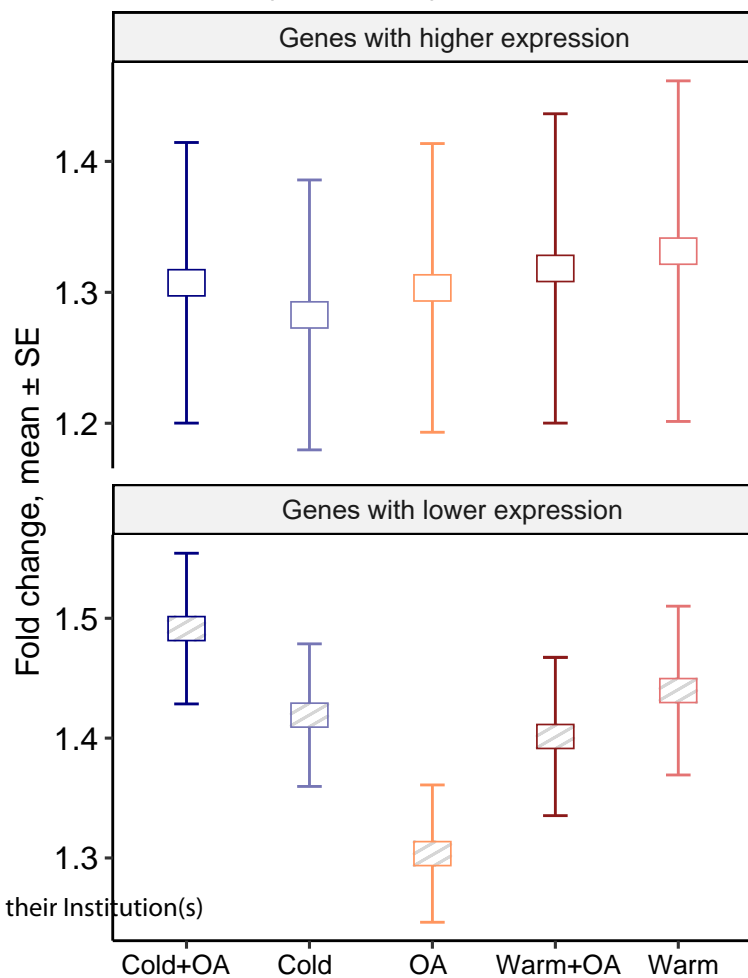 Genes with higher expression
1.4
1.3
1.2
Fold change, mean ± SE
Genes with lower expression
1.5
1.4
1.3
their Institution(s)
Cold+OA Cold OA Warm+OA Warm